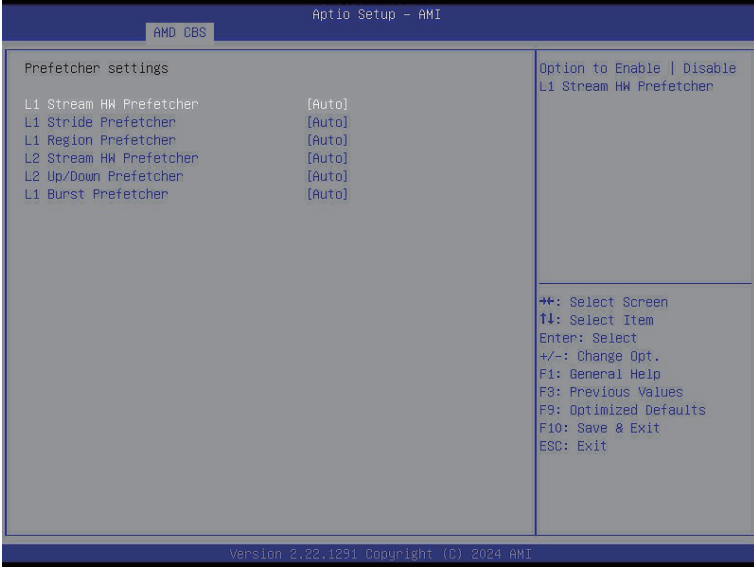 Aptio Setup – AMI
AMD CBS
Prefetcher settings
L1 Stream HW Prefetcher [Auto]
L1 Stride Prefetcher [Auto]
L1 Region Prefetcher [Auto]
L2 Stream HW Prefetcher [Auto]
L2 Up/Down Prefetcher [Auto]
L1 Burst Prefetcher [Auto]
Option to Enable | Disable
L1 Stream HW Prefetcher
→←: Select Screen
↑↓: Select Item
Enter: Select
+/-: Change Opt.
F1: General Help
F3: Previous Values
F9: Optimized Defaults
F10: Save & Exit
ESC: Exit
Version 2.22.1291 Copyright (C) 2024 AMI